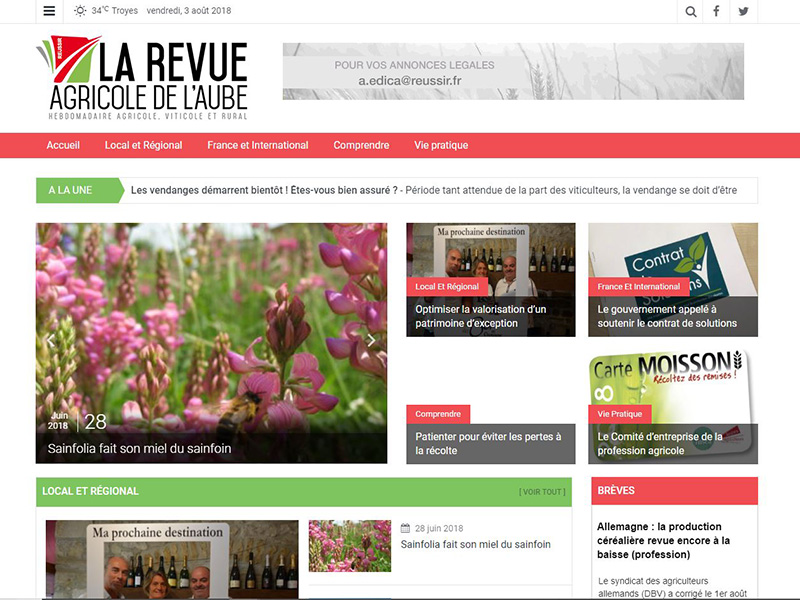 34°C Troyes vendredi, 3 août 2018
RÉUSSIR
LA REVUE
AGRICOLE DE L'AUBE
HEBDOMADAIRE AGRICOLE, VITICOLE ET RURAL
POUR VOS ANNONCES LEGALES
a.edica@reussir.fr
Accueil Local et Régional France et International Comprendre Vie pratique
A LA UNE Les vendanges démarrent bientôt ! Êtes-vous bien assuré ? - Période tant attendue de la part des viticulteurs, la vendange se doit d'être
Juin
2018 28
Sainfolia fait son miel du sainfoin
Ma prochaine destination
Local Et Régional
Optimiser la valorisation d'un
patrimoine d'exception
Contrat
France Et International
Le gouvernement appelé à
soutenir le contrat de solutions
Comprendre
Patienter pour éviter les pertes à
la récolte
Carte MOISSON
Récoltez des remises !
Vie Pratique
Le Comité d'entreprise de la
profession agricole
LOCAL ET RÉGIONAL [ VOIR TOUT ]
Ma prochaine destination
28 juin 2018
Sainfolia fait son miel du sainfoin
BRÈVES
Allemagne : la production
céréalière revue encore à la
baisse (profession)
Le syndicat des agriculteurs
allemands (DBV) a corrigé le 1er août